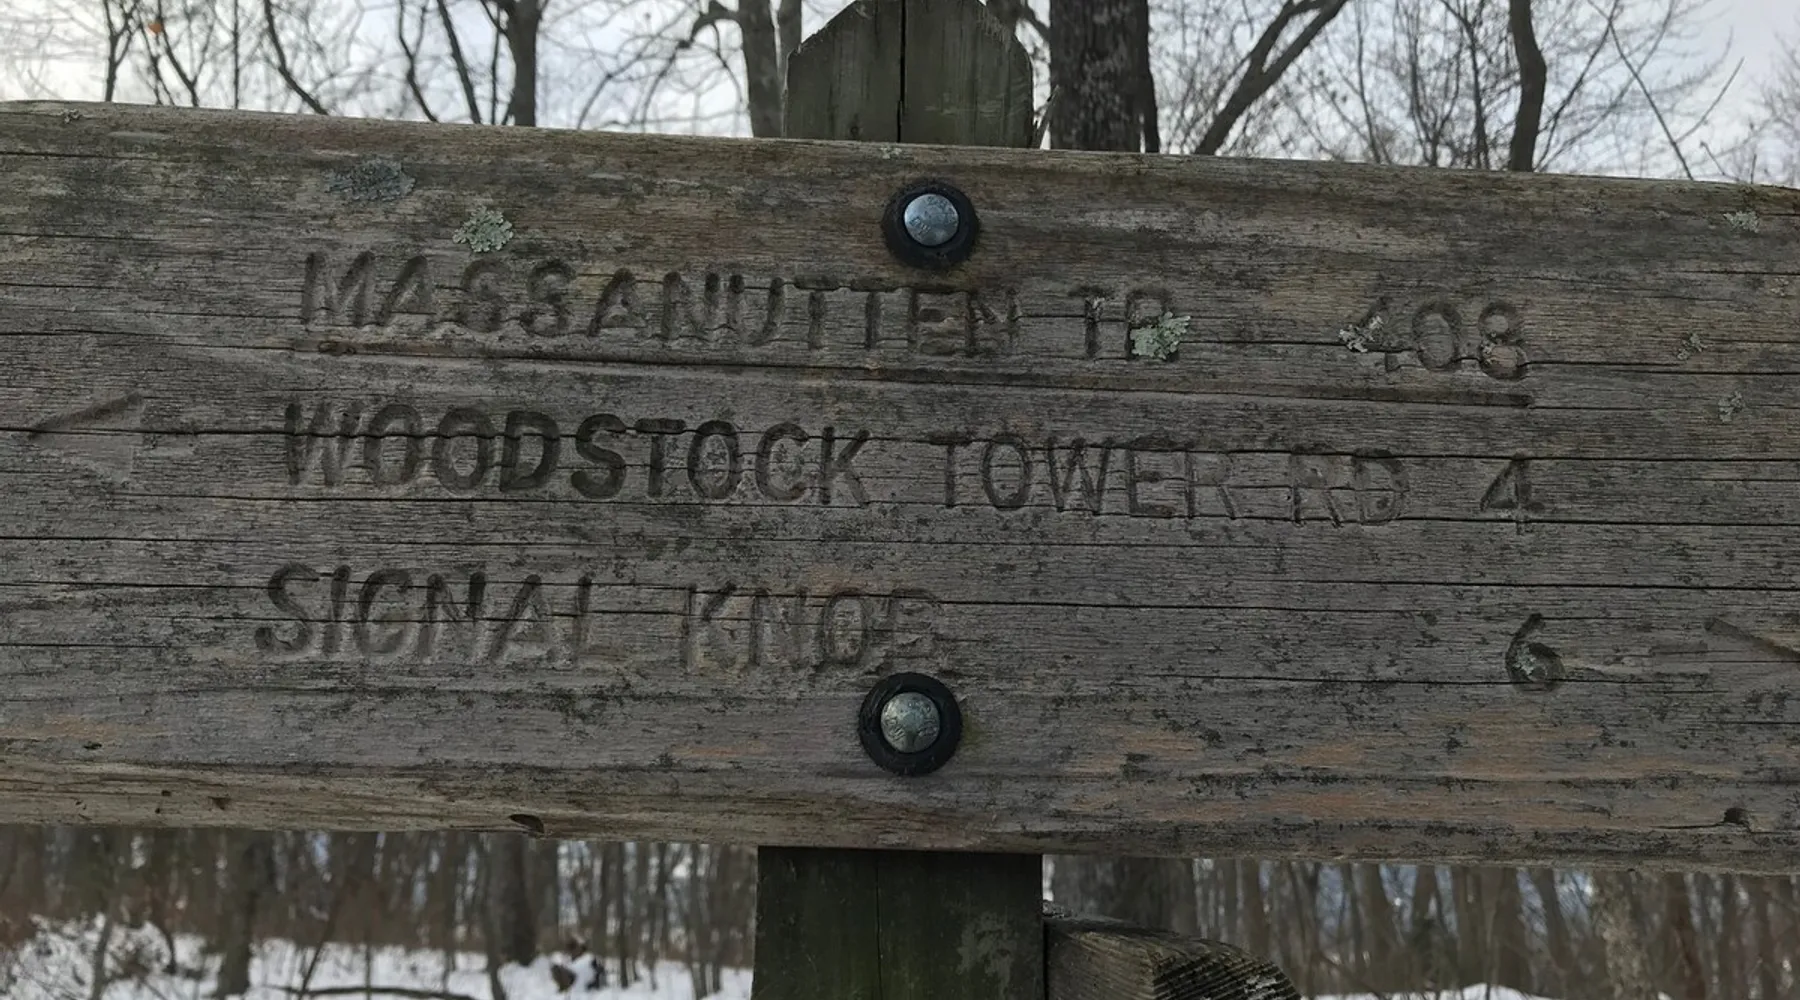 MASSANUTTEN TR 408
WOODSTOCK TOWER RD 4
SIGNAL KNOB 6